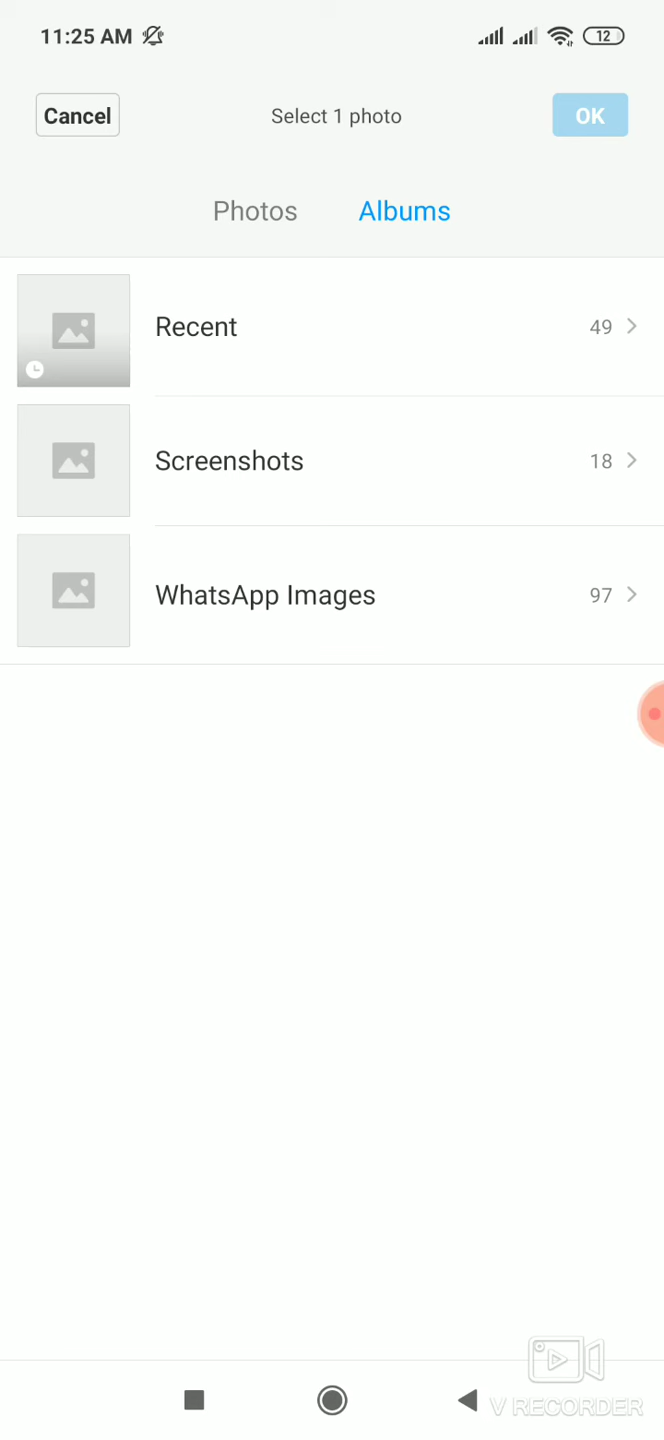 11:25 AM 12
Cancel Select 1 photo OK
Photos Albums
Recent 49
Screenshots 18
WhatsApp Images 97
V RECORDER